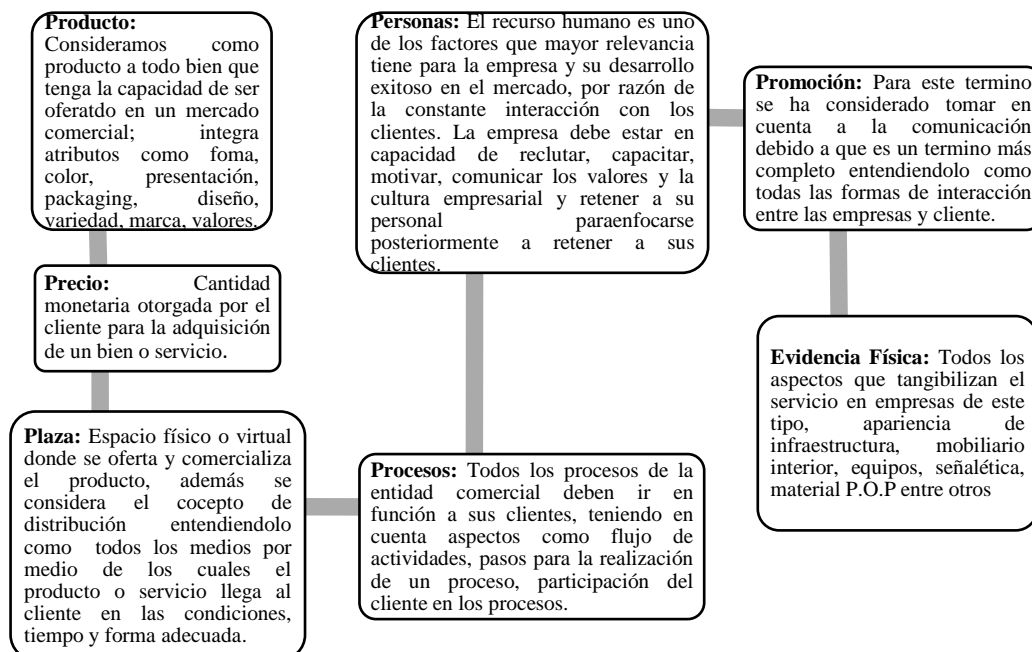 Producto:
Consideramos como
producto a todo bien que
tenga la capacidad de ser
oferatdo en un mercado
comercial; integra
atributos como foma,
color, presentación,
packaging, diseño,
variedad, marca, valores.
Precio: Cantidad
monetaria otorgada por el
cliente para la adquisición
de un bien o servicio.
Plaza: Espacio físico o virtual
donde se oferta y comercializa
el producto, además se
considera el cocepto de
distribución entendiendolo
como todos los medios por
medio de los cuales el
producto o servicio llega al
cliente en las condiciones,
tiempo y forma adecuada.
Procesos: Todos los procesos de la
entidad comercial deben ir en
función a sus clientes, teniendo en
cuenta aspectos como flujo de
actividades, pasos para la realización
de un proceso, participación del
cliente en los procesos.
Personas: El recurso humano es uno
de los factores que mayor relevancia
tiene para la empresa y su desarrollo
exitoso en el mercado, por razón de
la constante interacción con los
clientes. La empresa debe estar en
capacidad de reclutar, capacitar,
motivar, comunicar los valores y la
cultura empresarial y retener a su
personal paraenfocarse
posteriormente a retener a sus
clientes.
Promoción: Para este termino
se ha considerado tomar en
cuenta a la comunicación
debido a que es un termino más
completo entendiendolo como
todas las formas de interacción
entre las empresas y cliente.
Evidencia Física: Todos los
aspectos que tangibilizan el
servicio en empresas de este
tipo, apariencia de
infraestructura, mobiliario
interior, equipos, señalética,
material P.O.P entre otros